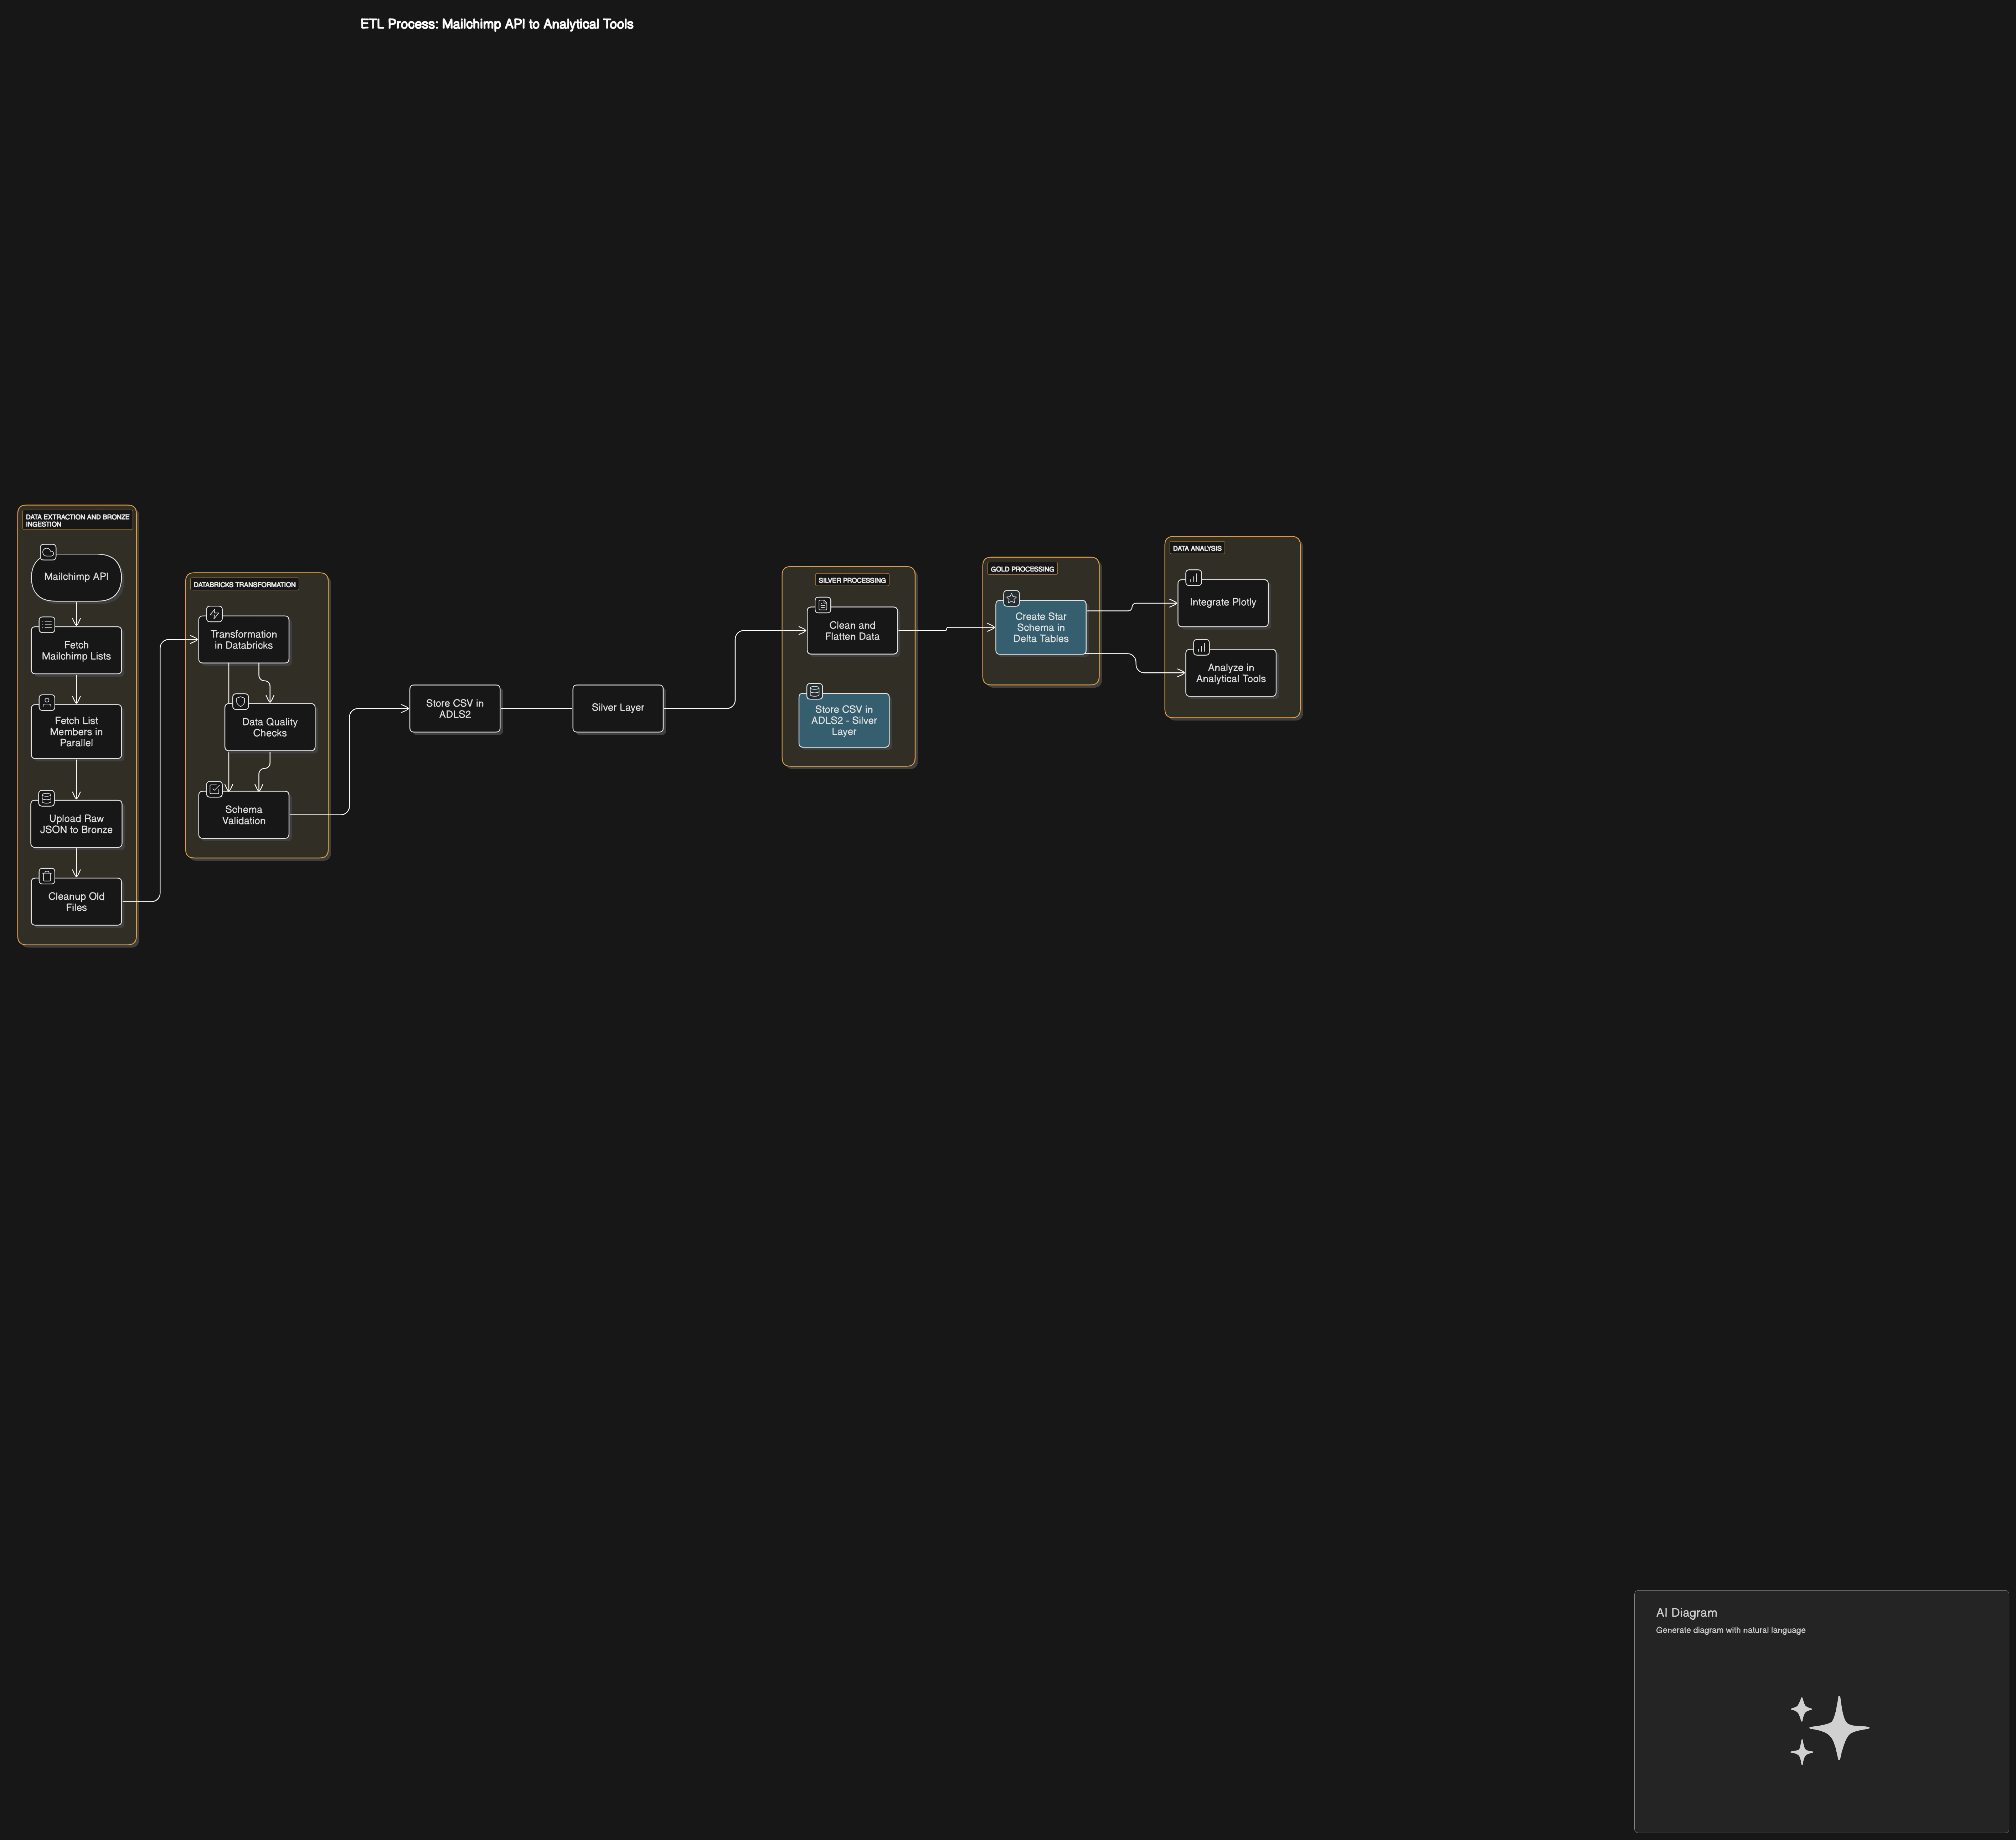 ETL Process: Mailchimp API to Analytical Tools
DATA EXTRACTION AND BRONZE
INGESTION
Mailchimp API
Fetch
Mailchimp Lists
Fetch List
Members in
Parallel
Upload Raw
JSON to Bronze
Cleanup Old
Files
DATABRICKS TRANSFORMATION
Transformation
in Databricks
Data Quality
Checks
Schema
Validation
Store CSV in
ADLS2
Silver Layer
SILVER PROCESSING
Clean and
Flatten Data
Store CSV in
ADLS2 - Silver
Layer
GOLD PROCESSING
Create Star
Schema in
Delta Tables
DATA ANALYSIS
Integrate Plotly
Analyze in
Analytical Tools
AI Diagram
Generate diagram with natural language